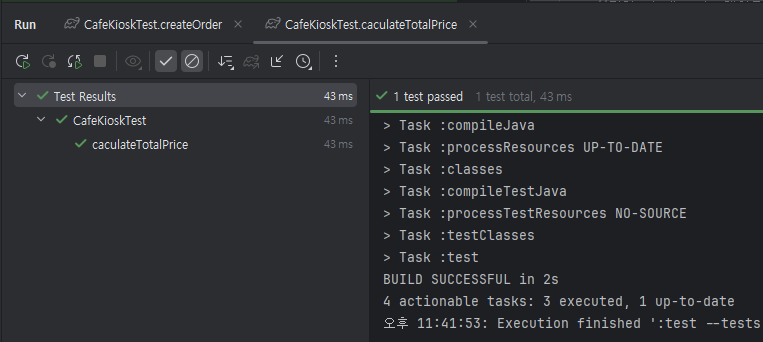 Run CafeKioskTest.createOrder CafeKioskTest.caculateTotalPrice
Test Results 43 ms
CafeKioskTest 43 ms
caculateTotalPrice 43 ms
1 test passed 1 test total, 43 ms
> Task :compileJava
> Task :processResources UP-TO-DATE
> Task :classes
> Task :compileTestJava
> Task :processTestResources NO-SOURCE
> Task :testClasses
> Task :test
BUILD SUCCESSFUL in 2s
4 actionable tasks: 3 executed, 1 up-to-date
오후 11:41:53: Execution finished ':test --tests